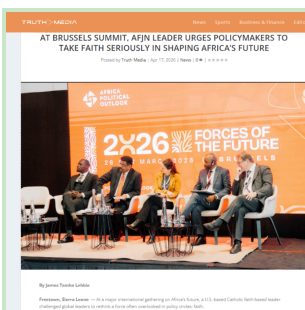 TRUTH MEDIA
News Sports Business & Finance
AT BRUSSELS SUMMIT, AFJN LEADER URGES POLICYMAKERS TO
TAKE FAITH SERIOUSLY IN SHAPING AFRICA'S FUTURE
Posted by Truth Media | Apr 17, 2026 | News | 0
AFRICA
POLITICAL
OUTLOOK
2026 FORCES OF
THE FUTURE
MARCH 2026 BRUSSELS
By James Tamba Lebbie
Freetown, Sierra Leone — At a major international gathering on Africa's future, a U.S.-based Catholic faith-based leader
challenged global leaders to rethink a force often overlooked in policy circles: faith.